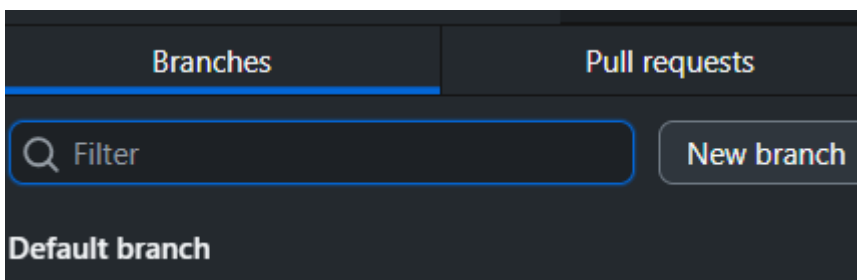 Branches Pull requests
Filter New branch
Default branch